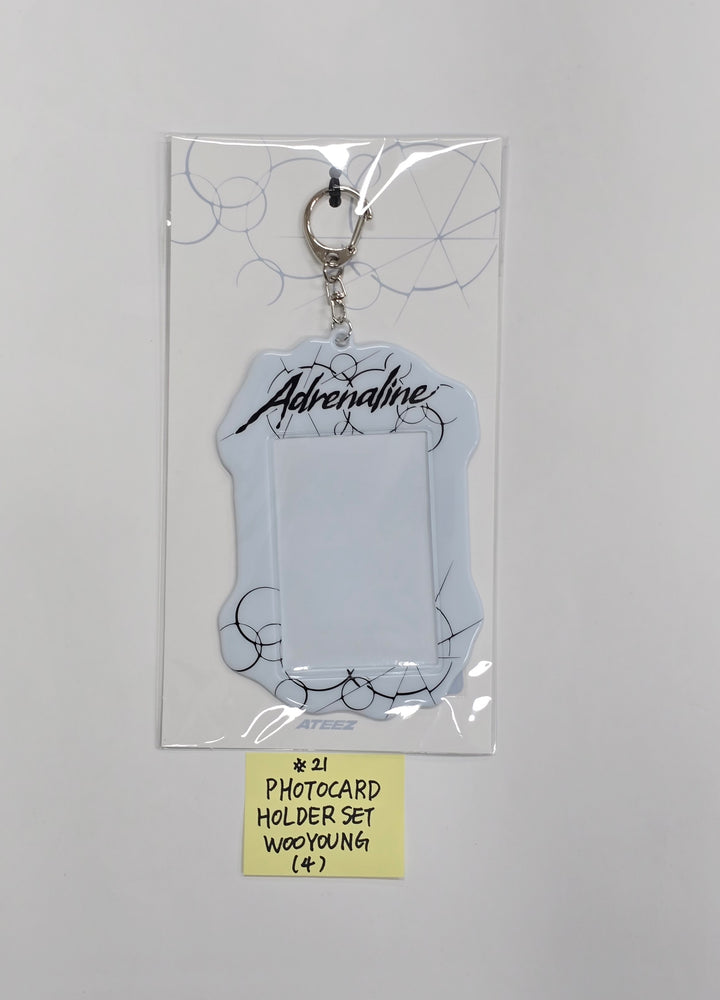 Adrenaline
ATEEZ
*21
PHOTOCARD
HOLDER SET
WOOYOUNG
(4)